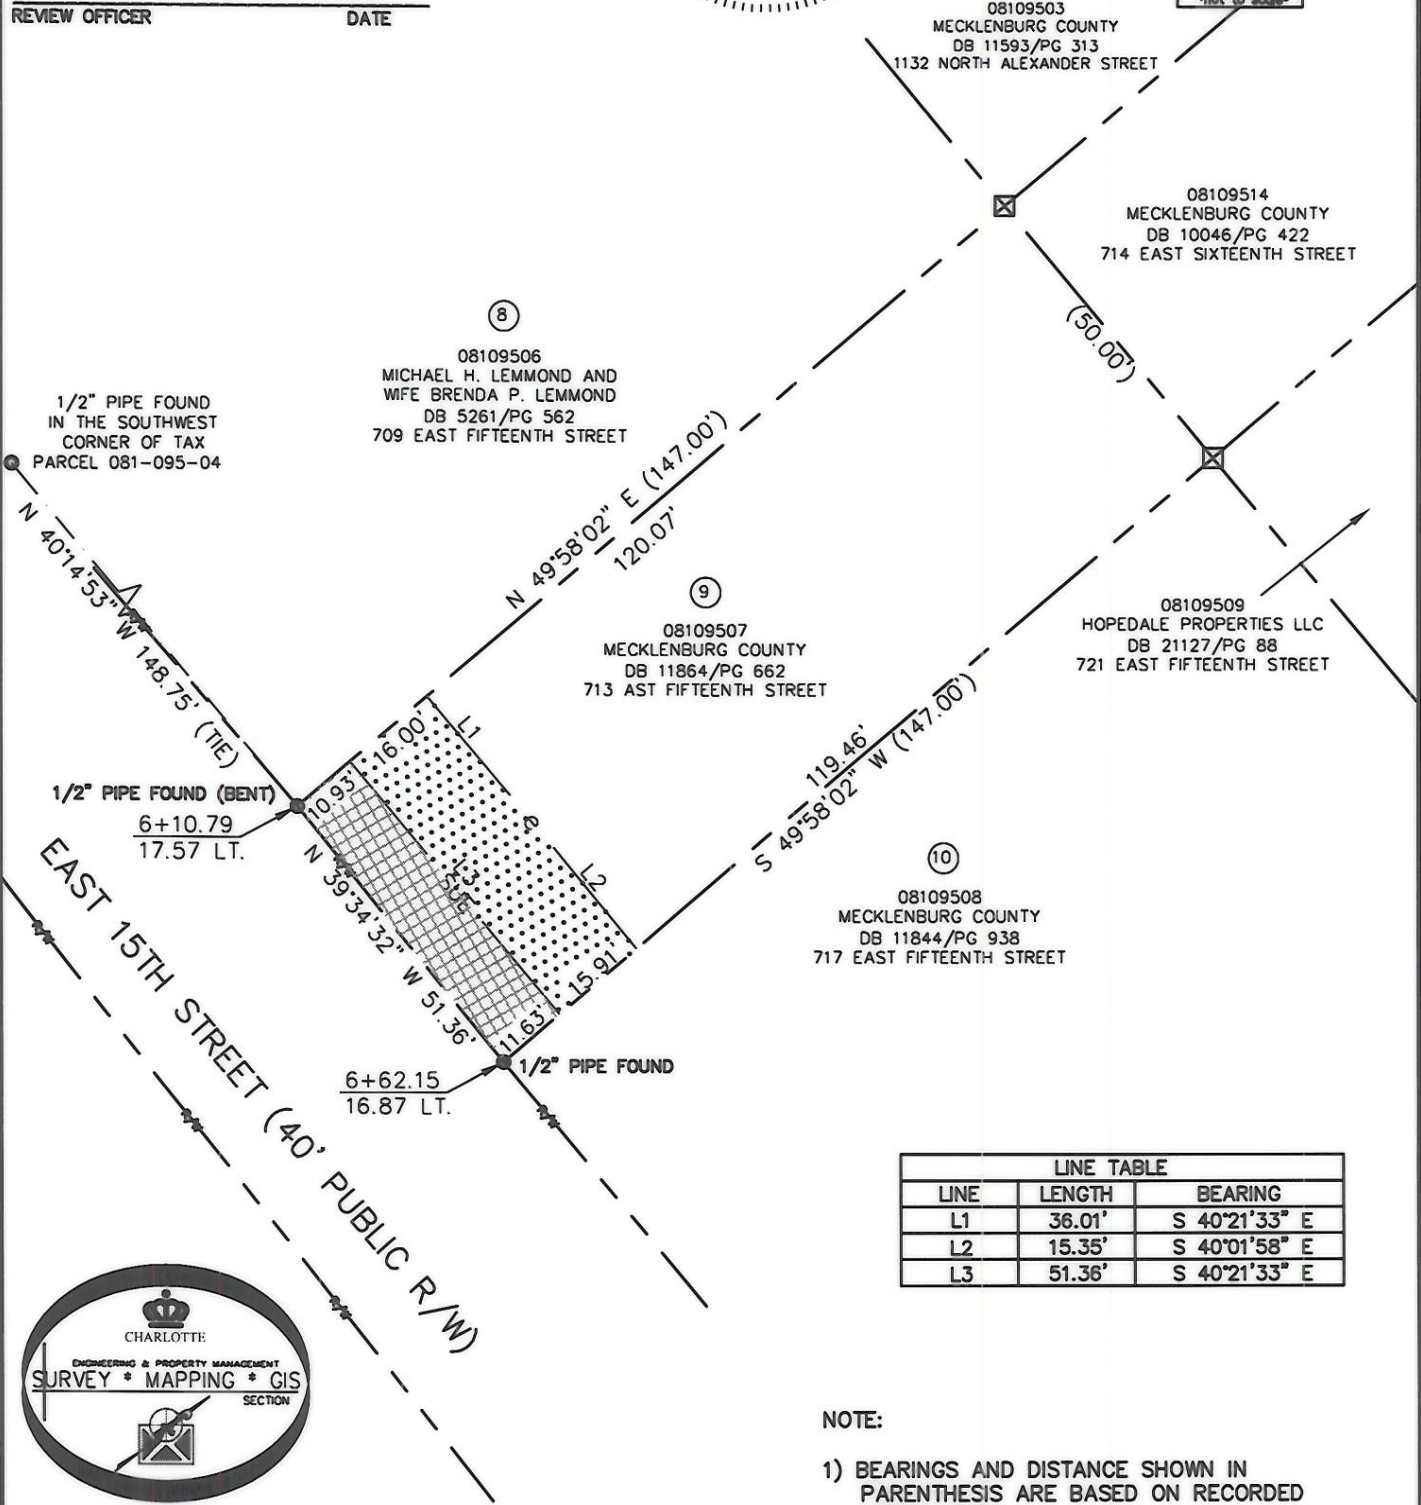 REVIEW OFFICER DATE
08109503
MECKLENBURG COUNTY
DB 11593/PG 313
1132 NORTH ALEXANDER STREET
"not to scale"
08109514
MECKLENBURG COUNTY
DB 10046/PG 422
714 EAST SIXTEENTH STREET
(50.00')
8
08109506
MICHAEL H. LEMMOND AND
WIFE BRENDA P. LEMMOND
DB 5261/PG 562
709 EAST FIFTEENTH STREET
1/2" PIPE FOUND
IN THE SOUTHWEST
CORNER OF TAX
PARCEL 081-095-04
N 40°14'53" W 148.75' (TIE)
N 49°58'02" E (147.00')
120.07'
9
08109507
MECKLENBURG COUNTY
DB 11864/PG 662
713 AST FIFTEENTH STREET
08109509
HOPEDALE PROPERTIES LLC
DB 21127/PG 88
721 EAST FIFTEENTH STREET
119.46'
S 49°58'02" W (147.00')
L1
16.00'
10.93'
1/2" PIPE FOUND (BENT)
6+10.79
17.57 LT.
L2
L3
SUE
N 39°34'32" W 51.36'
15.91'
11.63'
10
08109508
MECKLENBURG COUNTY
DB 11844/PG 938
717 EAST FIFTEENTH STREET
1/2" PIPE FOUND
6+62.15
16.87 LT.
EAST 15TH STREET (40' PUBLIC R/W)
LINE TABLE
LINE LENGTH BEARING
L1 36.01' S 40°21'33" E
L2 15.35' S 40°01'58" E
L3 51.36' S 40°21'33" E
CHARLOTTE
ENGINEERING & PROPERTY MANAGEMENT
SURVEY * MAPPING * GIS
SECTION
NOTE:
1) BEARINGS AND DISTANCE SHOWN IN
PARENTHESIS ARE BASED ON RECORDED